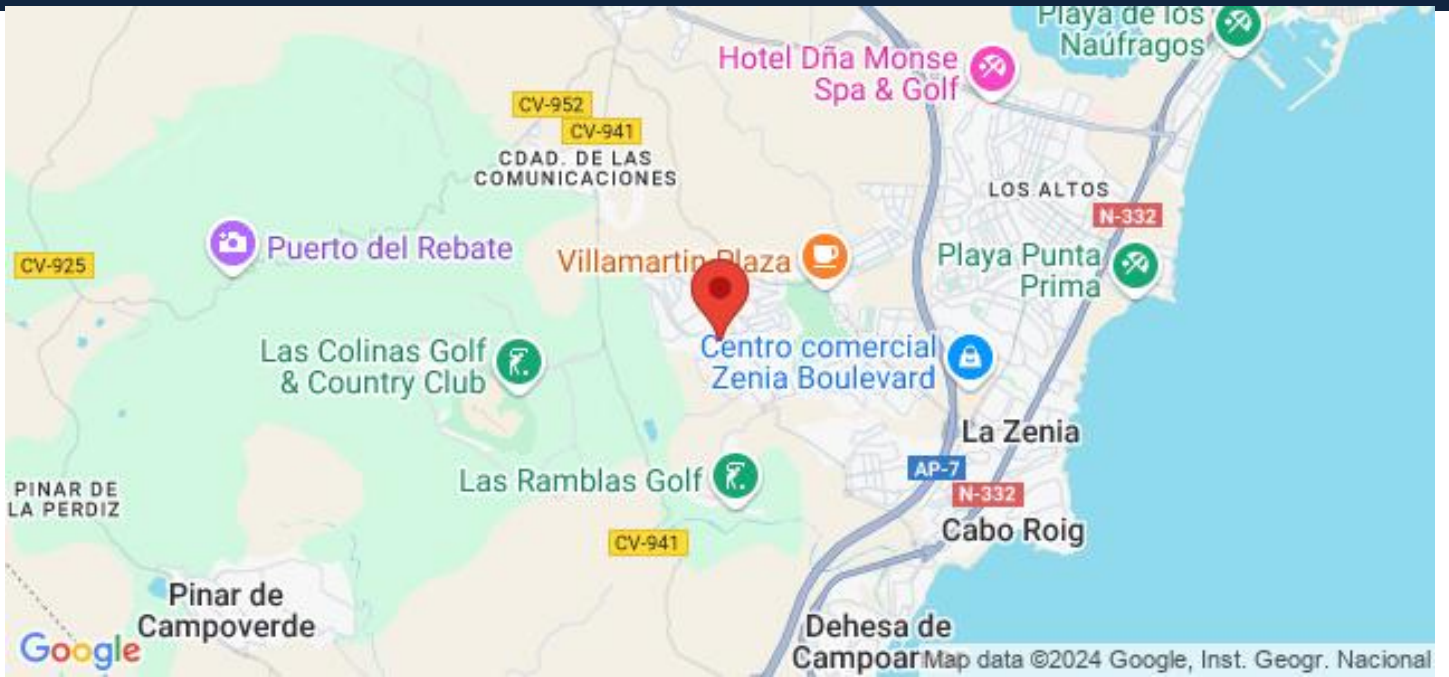 Playa de los
Naúfragos
Hotel Dña Monse
Spa & Golf
CV-952
CV-941
CDAD. DE LAS
COMUNICACIONES
LOS ALTOS
N-332
Puerto del Rebate
CV-925
Villamartin Plaza
Playa Punta
Prima
Las Colinas Golf
& Country Club
Centro comercial
Zenia Boulevard
La Zenia
AP-7
Las Ramblas Golf
N-332
PINAR DE
LA PERDIZ
Cabo Roig
CV-941
Pinar de
Campoverde
Dehesa de
Google
Map data ©2024 Google, Inst. Geogr. Nacional